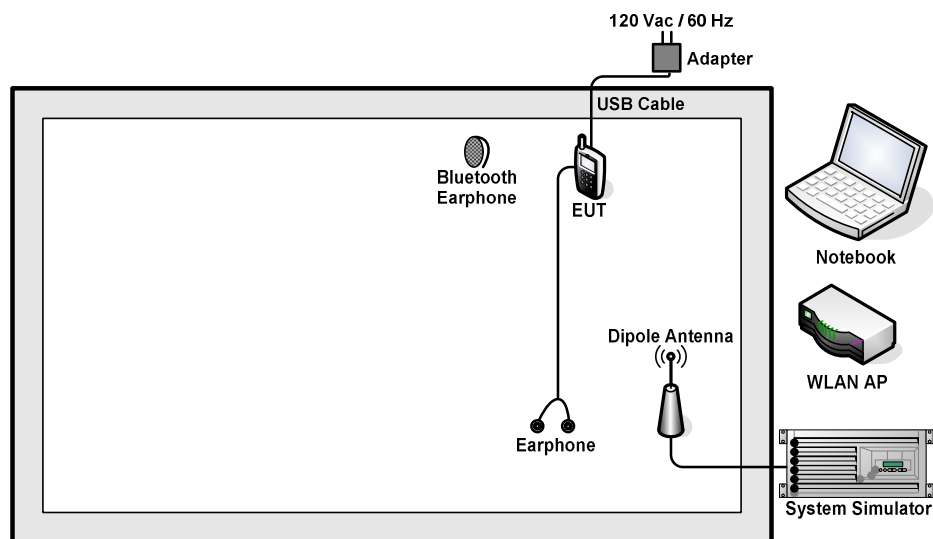 120 Vac / 60 Hz
Adapter
USB Cable
Bluetooth
Earphone
EUT
Notebook
Dipole Antenna
WLAN AP
Earphone
System Simulator